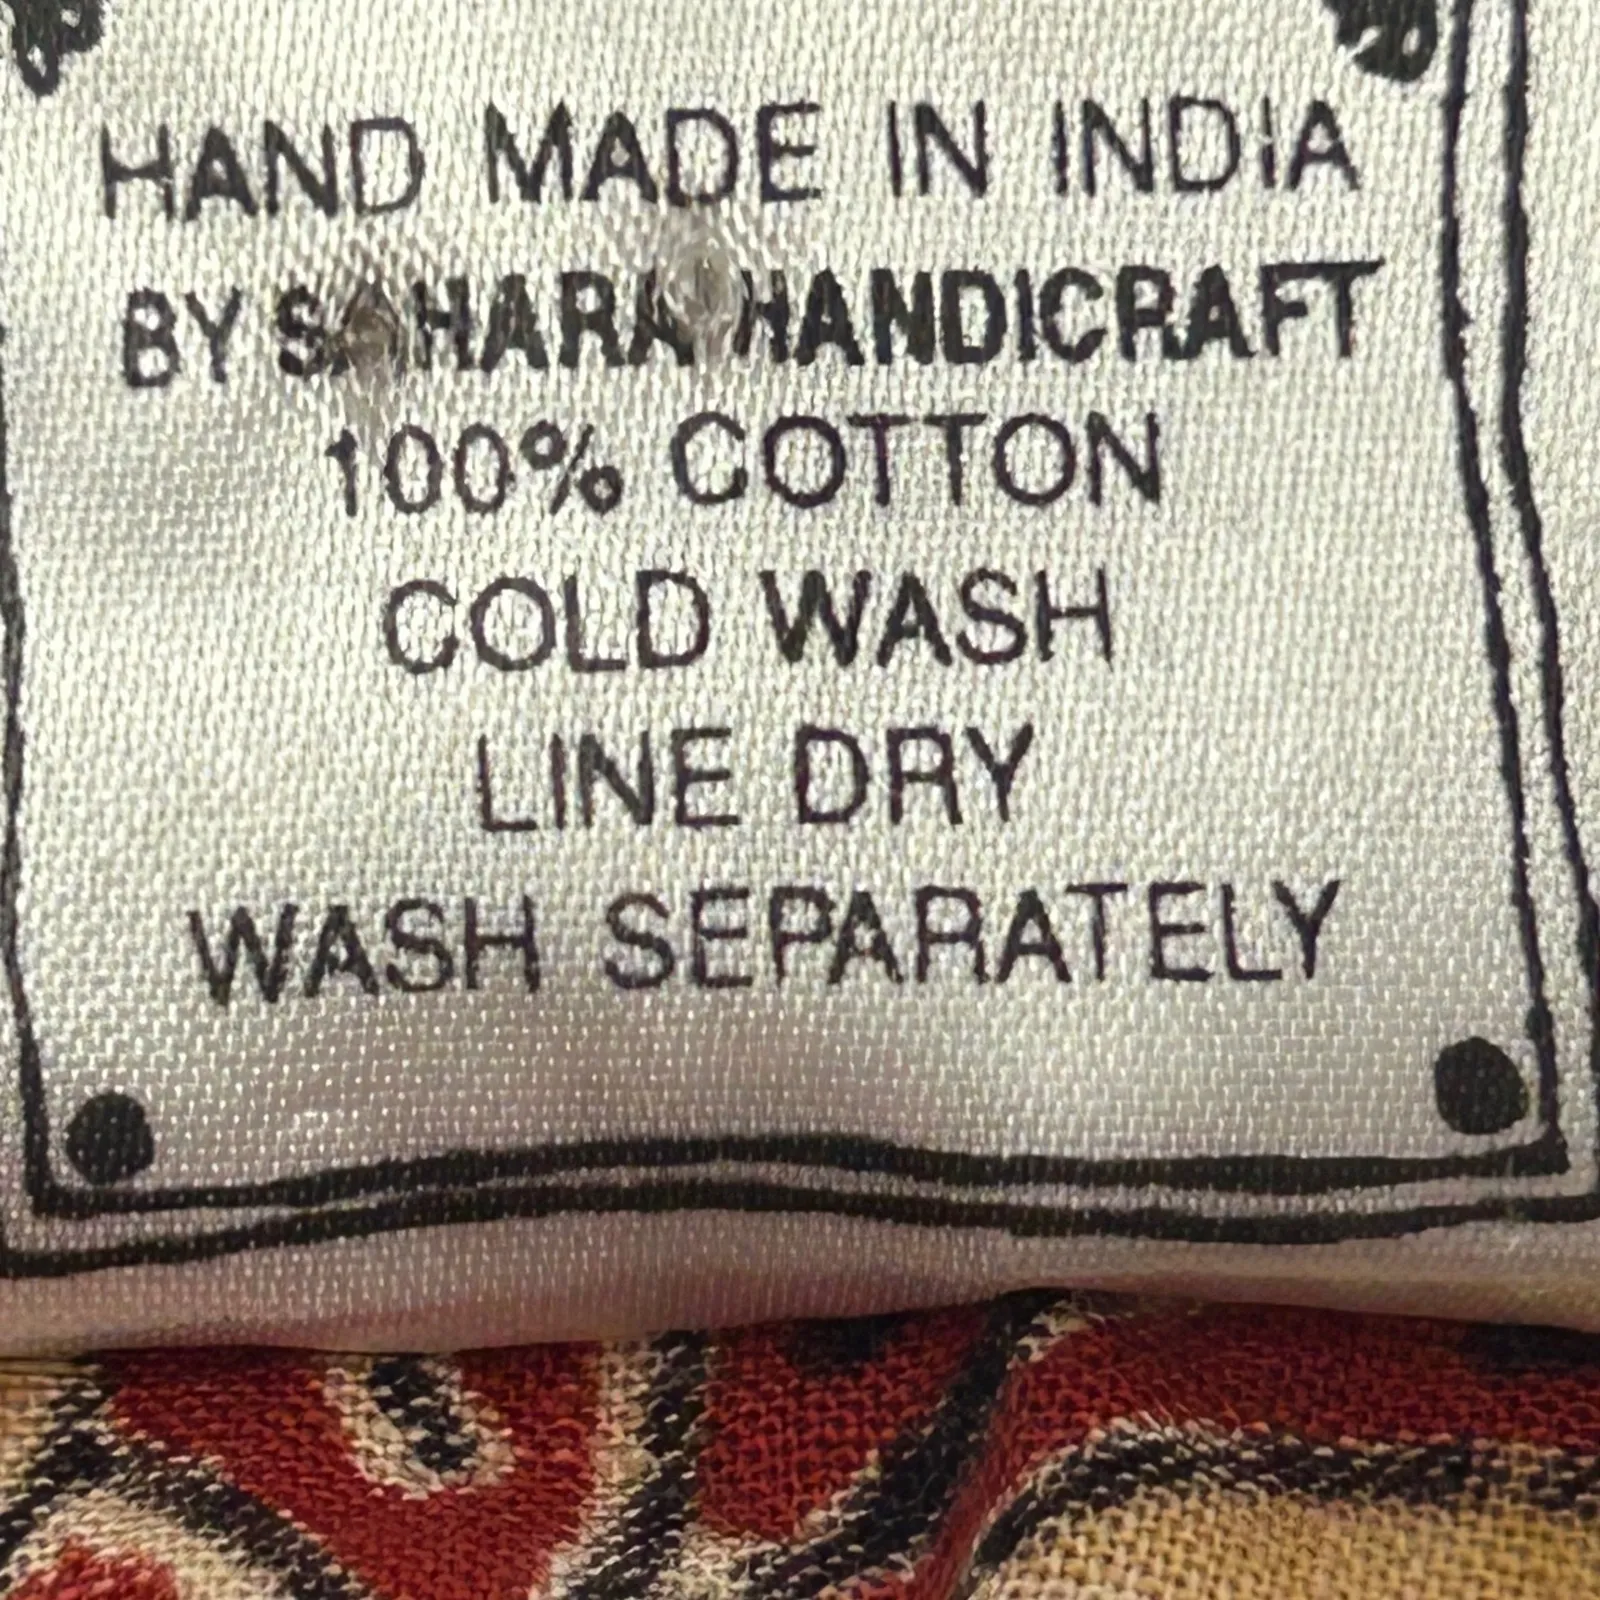 HAND MADE IN INDIA
BY SAHARA HANDICRAFT
100% COTTON
COLD WASH
LINE DRY
WASH SEPARATELY